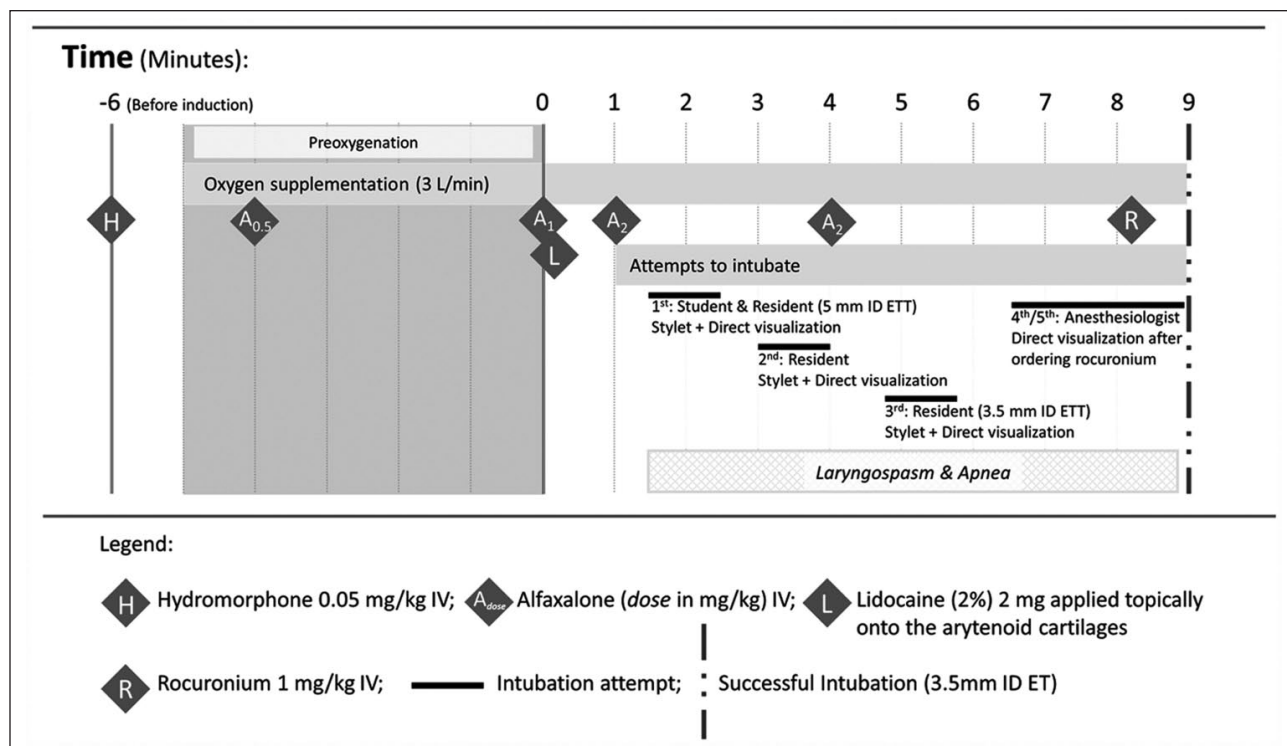 Time (Minutes):
-6 (Before induction) 0 1 2 3 4 5 6 7 8 9
Preoxygenation
Oxygen supplementation (3 L/min)
H A0.5 A1 A2 A2 R
L
Attempts to intubate
1st: Student & Resident (5 mm ID ETT)
Stylet + Direct visualization
2nd: Resident
Stylet + Direct visualization
3rd: Resident (3.5 mm ID ETT)
Stylet + Direct visualization
4th/5th: Anesthesiologist
Direct visualization after
ordering rocuronium
Laryngospasm & Apnea
Legend:
H Hydromorphone 0.05 mg/kg IV; Adose Alfaxalone (dose in mg/kg) IV; L Lidocaine (2%) 2 mg applied topically
onto the arytenoid cartilages
R Rocuronium 1 mg/kg IV; Intubation attempt; Successful Intubation (3.5mm ID ET)